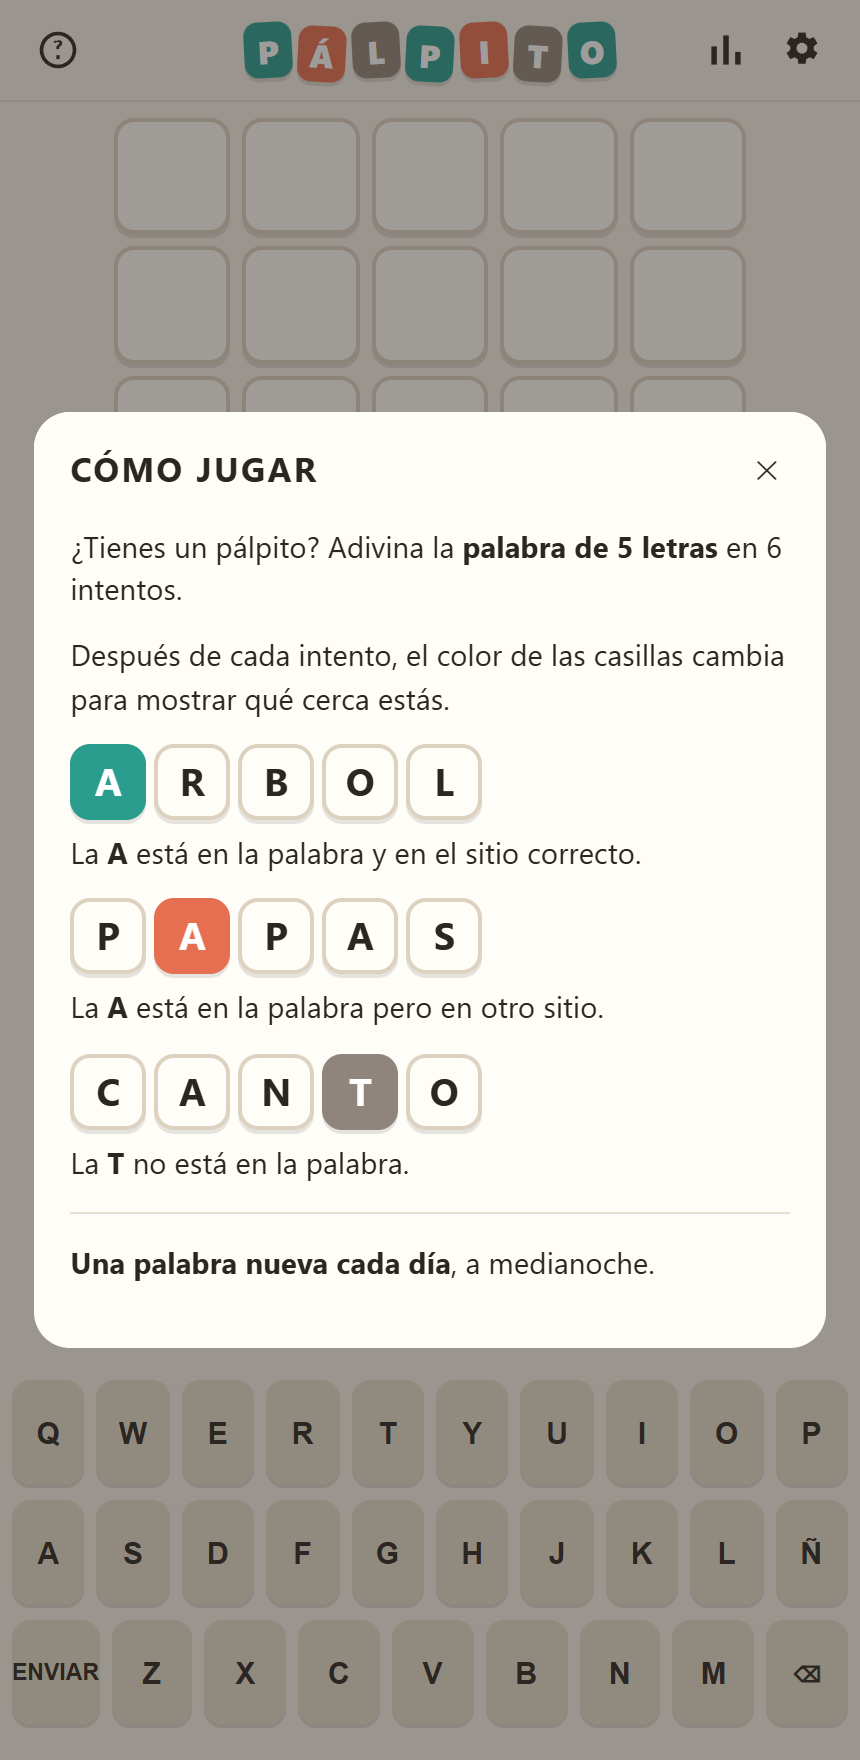 ?
PÁLPITO
CÓMO JUGAR
¿Tienes un pálpito? Adivina la palabra de 5 letras en 6
intentos.
Después de cada intento, el color de las casillas cambia
para mostrar qué cerca estás.
A R B O L
La A está en la palabra y en el sitio correcto.
P A P A S
La A está en la palabra pero en otro sitio.
C A N T O
La T no está en la palabra.
Una palabra nueva cada día, a medianoche.
Q W E R T Y U I O P
A S D F G H J K L Ñ
ENVIAR Z X C V B N M ⌫